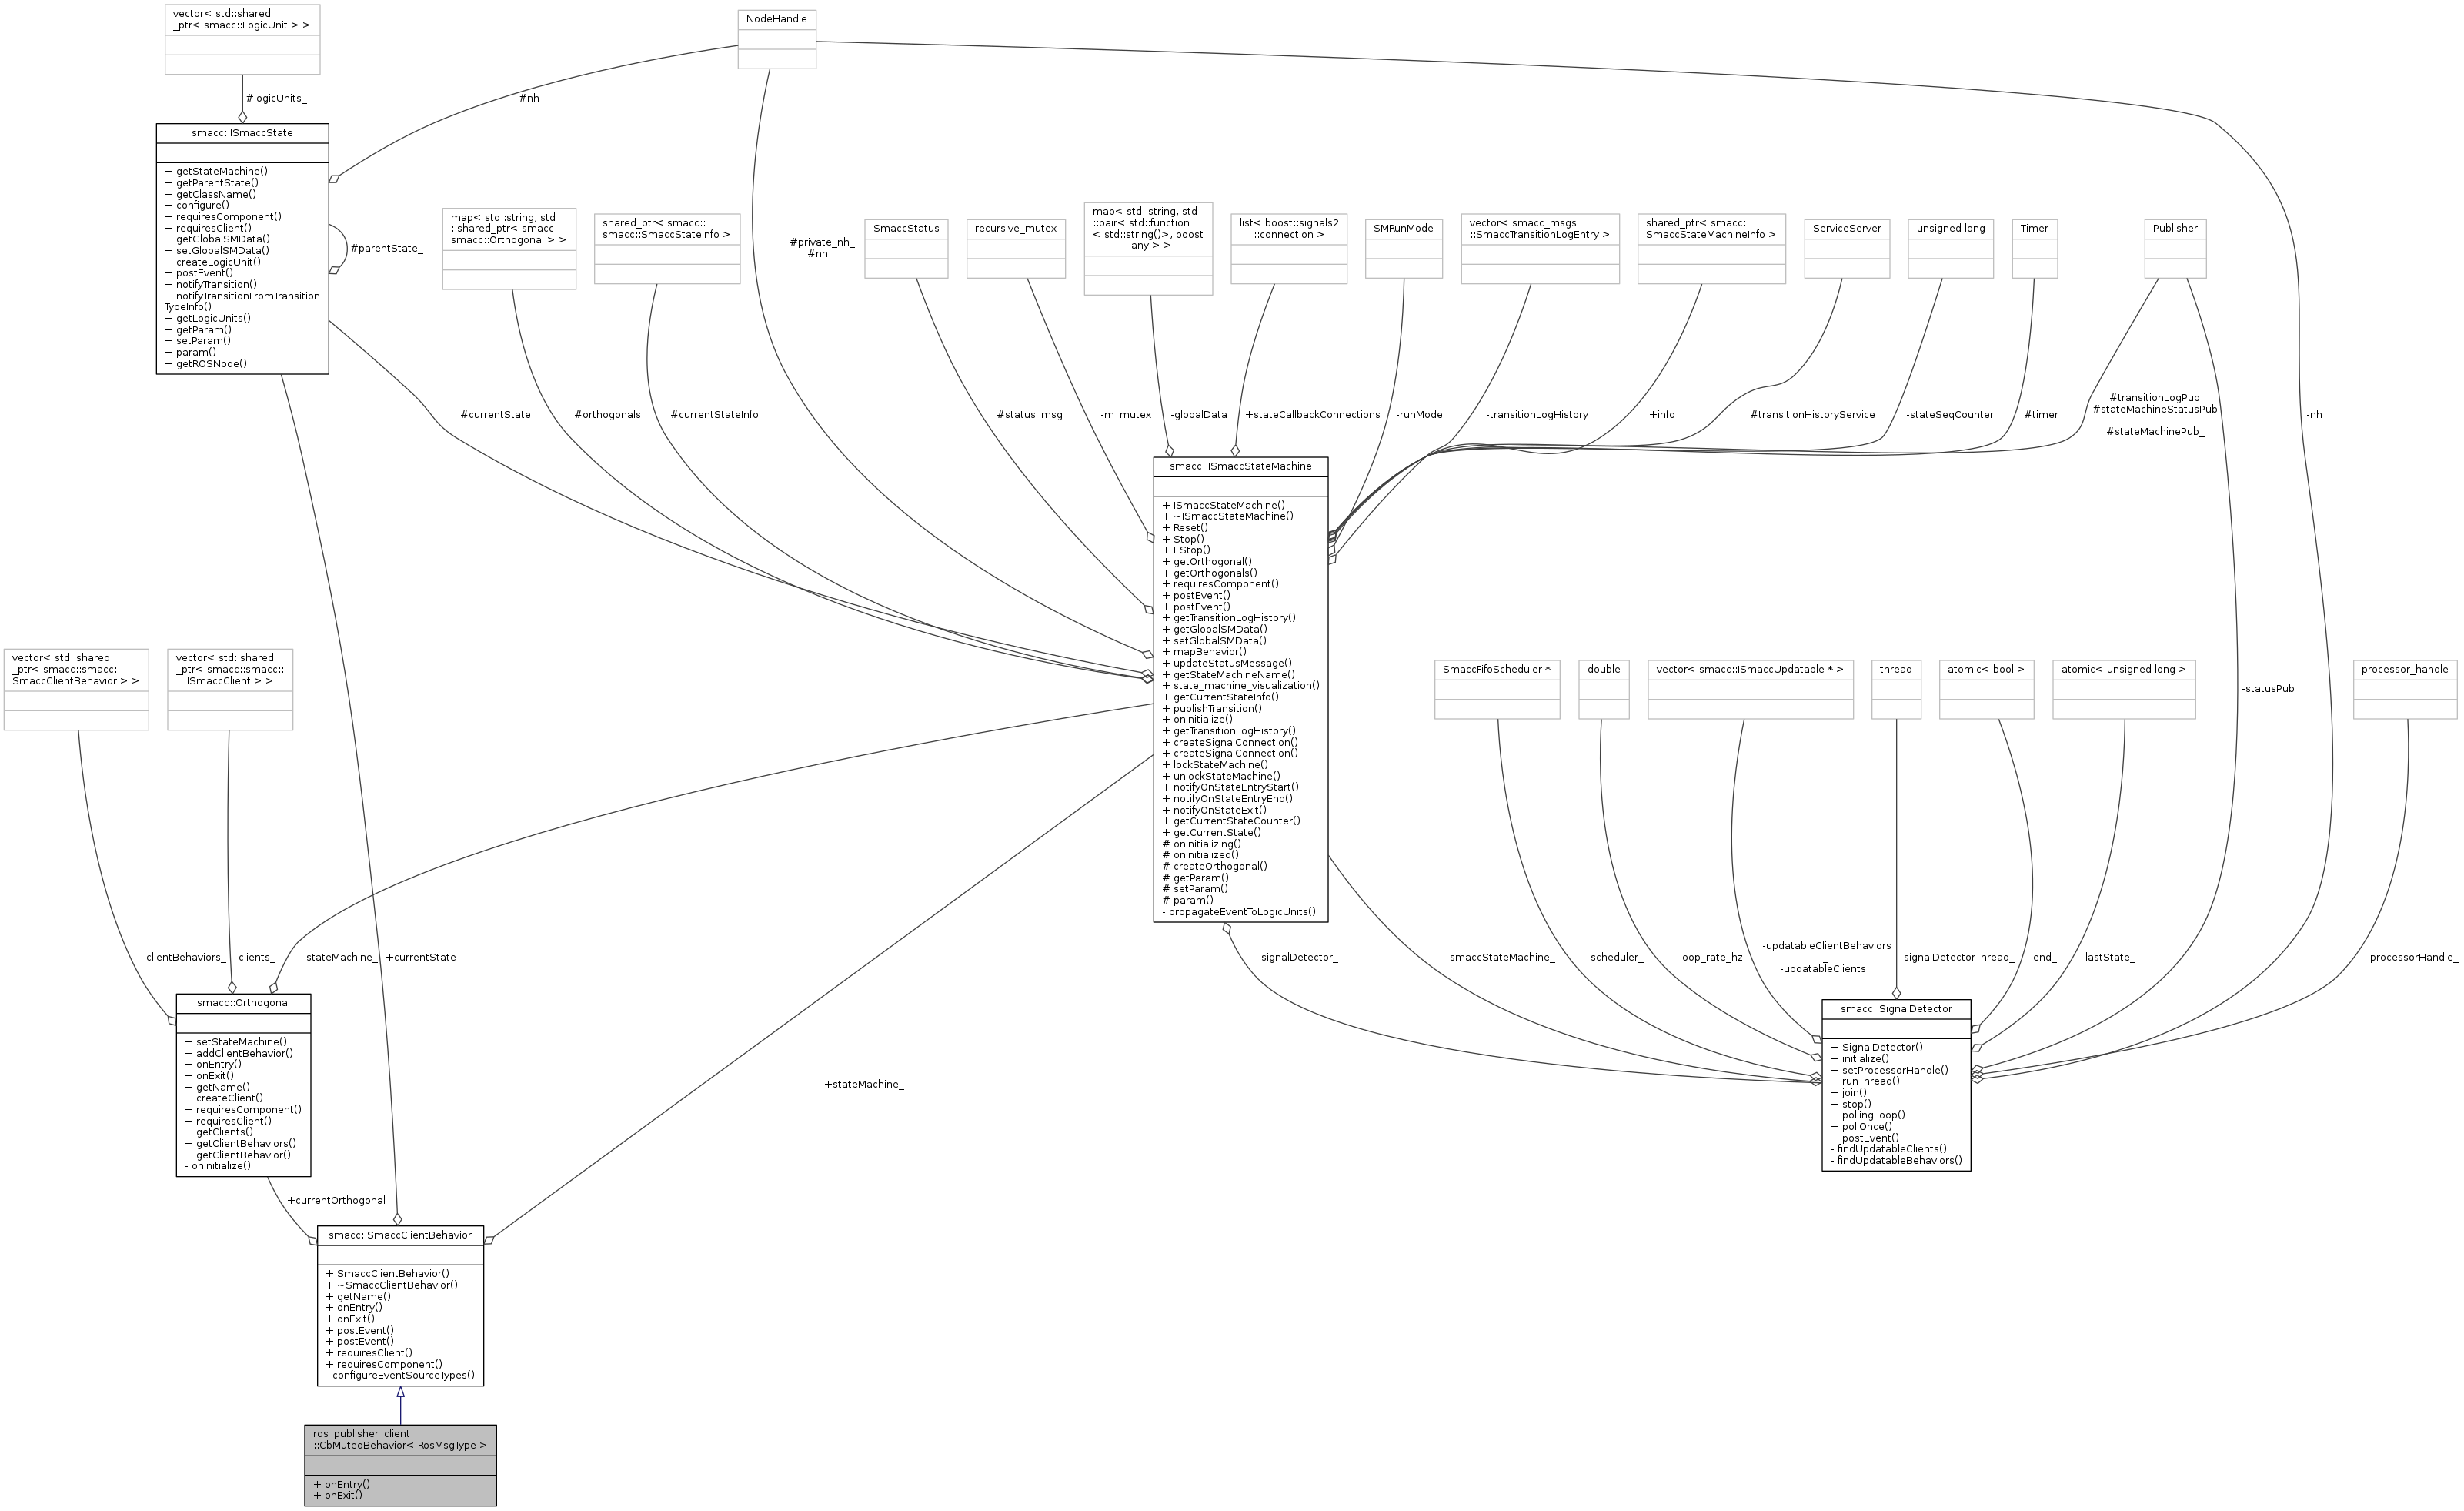 vector< std::shared
_ptr< smacc::LogicUnit > >
NodeHandle
#logicUnits_
#nh
smacc::ISmaccState
+ getStateMachine()
+ getParentState()
+ getClassName()
+ configure()
+ requiresComponent()
+ requiresClient()
+ getGlobalSMData()
+ setGlobalSMData()
+ createLogicUnit()
+ postEvent()
+ notifyTransition()
+ notifyTransitionFromTransition
TypeInfo()
+ getLogicUnits()
+ getParam()
+ setParam()
+ param()
+ getROSNode()
#parentState_
map< std::string, std
::shared_ptr< smacc::
smacc::Orthogonal > >
shared_ptr< smacc::
smacc::SmaccStateInfo >
#private_nh_
#nh_
SmaccStatus
recursive_mutex
map< std::string, std
::pair< std::function
< std::string()>, boost
::any > >
list< boost::signals2
::connection >
SMRunMode
vector< smacc_msgs
::SmaccTransitionLogEntry >
shared_ptr< smacc::
SmaccStateMachineInfo >
ServiceServer
unsigned long
Timer
Publisher
#currentState_
#orthogonals_
#currentStateInfo_
#status_msg_
-m_mutex_
-globalData_
+stateCallbackConnections
-runMode_
-transitionLogHistory_
+info_
#transitionHistoryService_
-stateSeqCounter_
#timer_
#transitionLogPub_
#stateMachineStatusPub
_
#stateMachinePub_
-nh_
smacc::ISmaccStateMachine
+ ISmaccStateMachine()
+ ~ISmaccStateMachine()
+ Reset()
+ Stop()
+ EStop()
+ getOrthogonal()
+ getOrthogonals()
+ requiresComponent()
+ postEvent()
+ postEvent()
+ getTransitionLogHistory()
+ getGlobalSMData()
+ setGlobalSMData()
+ mapBehavior()
+ updateStatusMessage()
+ getStateMachineName()
+ state_machine_visualization()
+ getCurrentStateInfo()
+ publishTransition()
+ onInitialize()
+ getTransitionLogHistory()
+ createSignalConnection()
+ createSignalConnection()
+ lockStateMachine()
+ unlockStateMachine()
+ notifyOnStateEntryStart()
+ notifyOnStateEntryEnd()
+ notifyOnStateExit()
+ getCurrentStateCounter()
+ getCurrentState()
# onInitializing()
# onInitialized()
# createOrthogonal()
# getParam()
# setParam()
# param()
- propagateEventToLogicUnits()
vector< std::shared
_ptr< smacc::smacc::
SmaccClientBehavior > >
vector< std::shared
_ptr< smacc::smacc::
ISmaccClient > >
SmaccFifoScheduler *
double
vector< smacc::ISmaccUpdatable * >
thread
atomic< bool >
atomic< unsigned long >
-statusPub_
processor_handle
-clientBehaviors_
-clients_
-stateMachine_
+currentState
-signalDetector_
-smaccStateMachine_
-scheduler_
-loop_rate_hz
-updatableClientBehaviors
_
-updatableClients_
-signalDetectorThread_
-end_
-lastState_
-processorHandle_
smacc::Orthogonal
+ setStateMachine()
+ addClientBehavior()
+ onEntry()
+ onExit()
+ getName()
+ createClient()
+ requiresComponent()
+ requiresClient()
+ getClients()
+ getClientBehaviors()
+ getClientBehavior()
- onInitialize()
+stateMachine_
smacc::SignalDetector
+ SignalDetector()
+ initialize()
+ setProcessorHandle()
+ runThread()
+ join()
+ stop()
+ pollingLoop()
+ pollOnce()
+ postEvent()
- findUpdatableClients()
- findUpdatableBehaviors()
+currentOrthogonal
smacc::SmaccClientBehavior
+ SmaccClientBehavior()
+ ~SmaccClientBehavior()
+ getName()
+ onEntry()
+ onExit()
+ postEvent()
+ postEvent()
+ requiresClient()
+ requiresComponent()
- configureEventSourceTypes()
ros_publisher_client
::CbMutedBehavior< RosMsgType >
+ onEntry()
+ onExit()